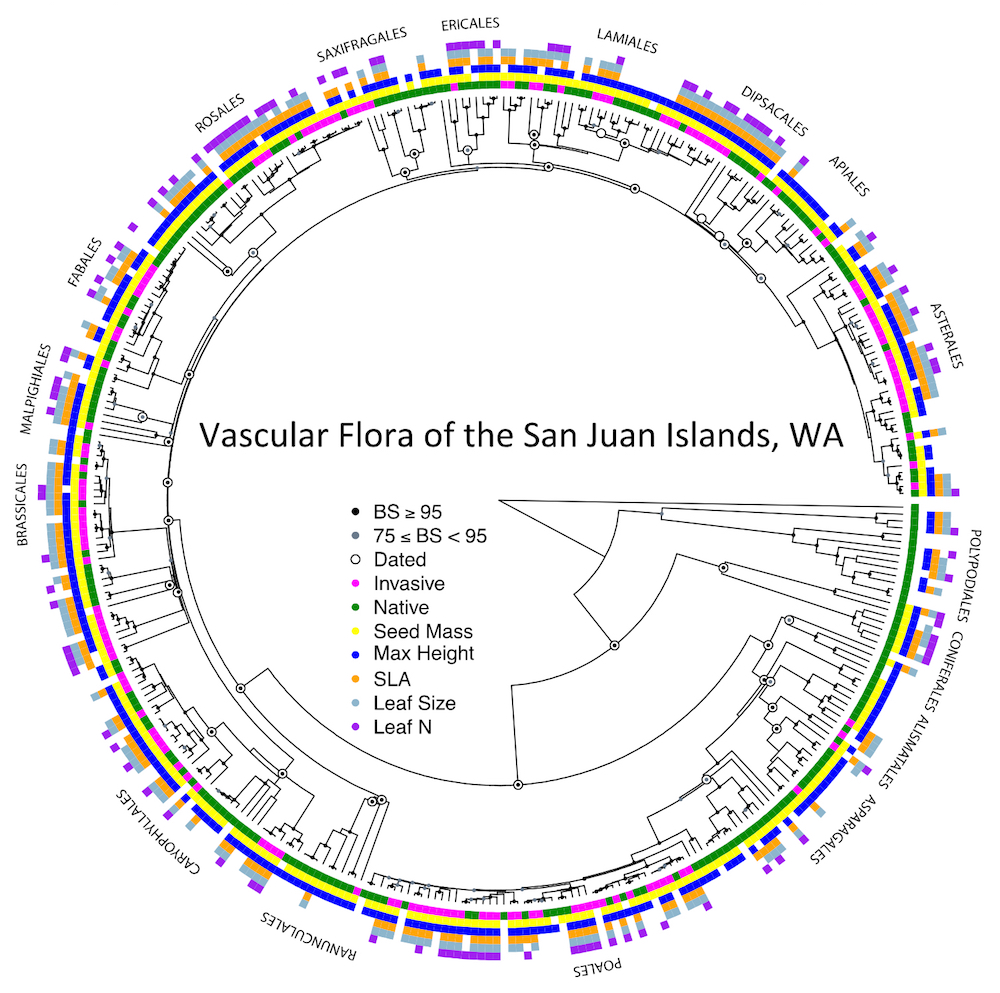 ERICALES
LAMIALES
SAXIFRAGALES
DIPSACALES
ROSALES
APIALES
FABALES
ASTERALES
MALPIGHIALES
Vascular Flora of the San Juan Islands, WA
BRASSICALES
BS ≥ 95
75 ≤ BS < 95
Dated
Invasive
Native
Seed Mass
Max Height
SLA
Leaf Size
Leaf N
POLYPODIALES
CONIFERALES
ALISMATALES
ASPARAGALES
CARYOPHYLLALES
RANUNCULALES
POALES